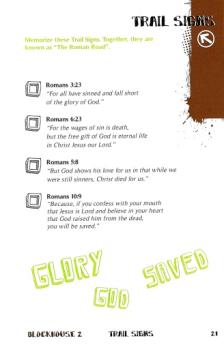 TRAIL SIGNS
Memorize these Trail Signs. Together, they are
known as "The Roman Road".
Romans 3:23
"For all have sinned and fall short
of the glory of God."
Romans 6:23
"For the wages of sin is death,
but the free gift of God is eternal life
in Christ Jesus our Lord."
Romans 5:8
"But God shows his love for us in that while we
were still sinners, Christ died for us."
Romans 10:9
"Because, if you confess with your mouth
that Jesus is Lord and believe in your heart
that God raised him from the dead,
you will be saved."
GLORY
GOD
SAVED
BLOCKHOUSE 2 TRAIL SIGNS 21